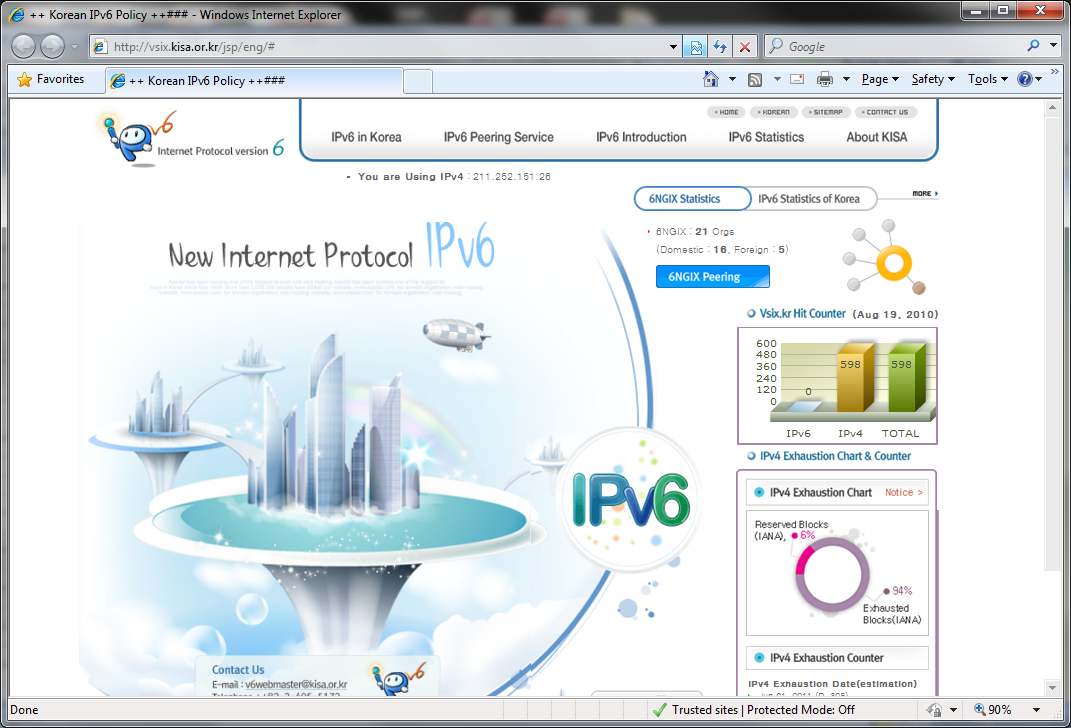 ++ Korean IPv6 Policy ++### - Windows Internet Explorer
http://vsix.kisa.or.kr/jsp/eng/#
Google
Favorites
++ Korean IPv6 Policy ++###
Page
Safety
Tools
HOME
KOREAN
SITEMAP
CONTACT US
v6
Internet Protocol version 6
IPv6 in Korea
IPv6 Peering Service
IPv6 Introduction
IPv6 Statistics
About KISA
- You are Using IPv4 : 211.252.151.26
6NGIX Statistics
IPv6 Statistics of Korea
MORE
6NGIX : 21 Orgs
(Domestic : 16, Foreign : 5)
6NGIX Peering
New Internet Protocol IPv6
Vsix.kr Hit Counter (Aug 19, 2010)
600
480
360
240
120
0
0
598
598
IPv6
IPv4
TOTAL
IPv4 Exhaustion Chart & Counter
IPv6
IPv4 Exhaustion Chart
Notice >
Reserved Blocks
(IANA), 6%
94%
Exhausted
Blocks(IANA)
IPv4 Exhaustion Counter
IPv4 Exhaustion Date(estimation)
Contact Us
E-mail : v6webmaster@kisa.or.kr
v6
Done
Trusted sites | Protected Mode: Off
90%